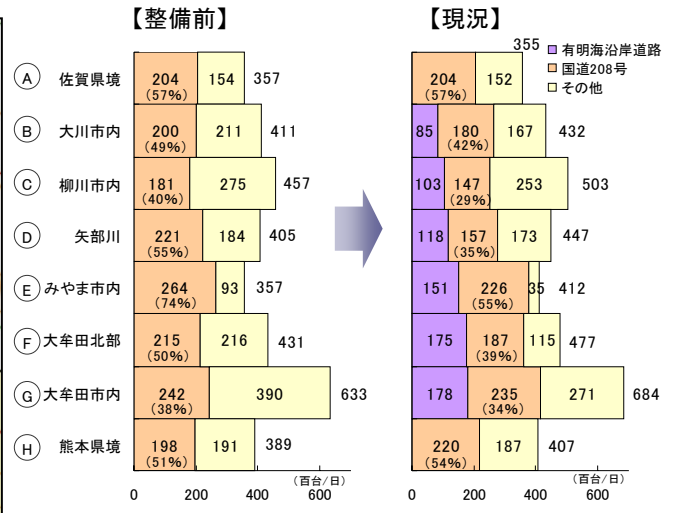 【整備前】
【現況】
355
有明海沿岸道路
国道208号
その他
A 佐賀県境 204 (57%) 154 357
204 (57%) 152
B 大川市内 200 (49%) 211 411
85 180 (42%) 167 432
C 柳川市内 181 (40%) 275 457
103 147 (29%) 253 503
D 矢部川 221 (55%) 184 405
118 157 (35%) 173 447
E みやま市内 264 (74%) 93 357
151 226 (55%) 35 412
F 大牟田北部 215 (50%) 216 431
175 187 (39%) 115 477
G 大牟田市内 242 (38%) 390 633
178 235 (34%) 271 684
H 熊本県境 198 (51%) 191 389
220 (54%) 187 407
(百台/日)
0 200 400 600
(百台/日)
0 200 400 600